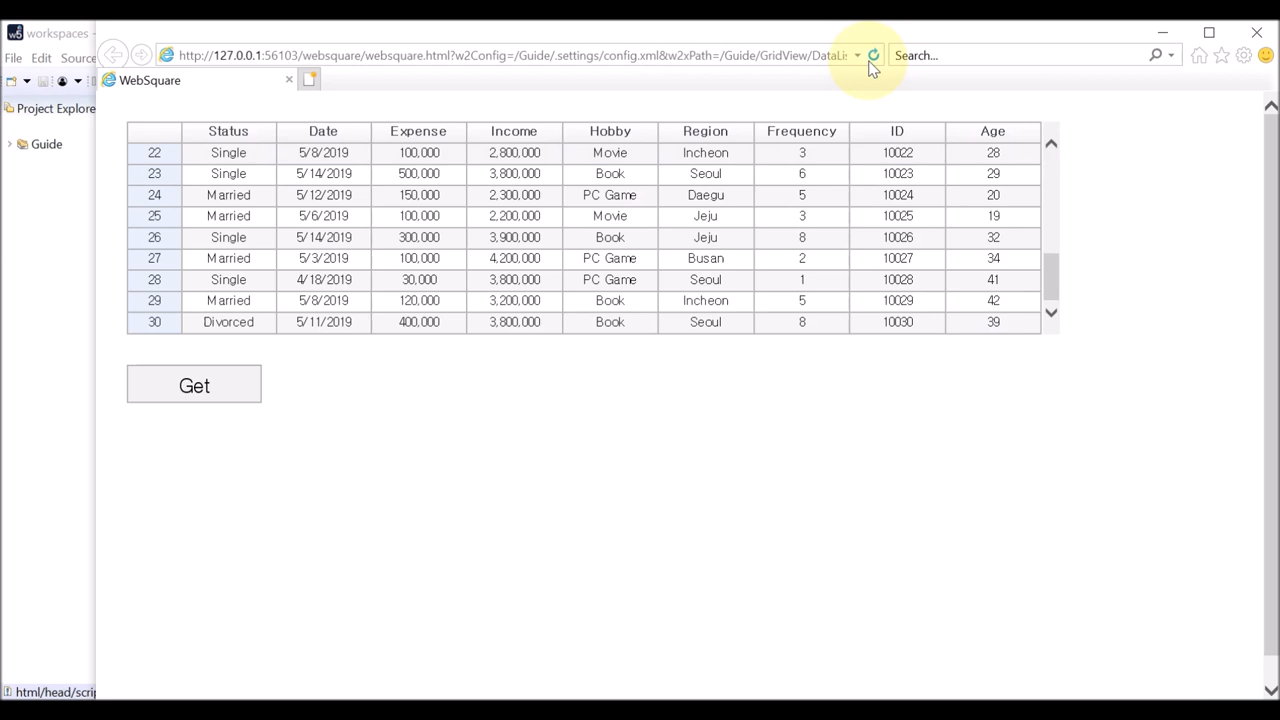 workspaces -
File Edit Source
http://127.0.0.1:56103/websquare/websquare.html?w2Config=/Guide/.settings/config.xml&w2xPath=/Guide/GridView/DataLis
Search...
WebSquare
Project Explore
Guide
Status Date Expense Income Hobby Region Frequency ID Age
22 Single 5/8/2019 100,000 2,800,000 Movie Incheon 3 10022 28
23 Single 5/14/2019 500,000 3,800,000 Book Seoul 6 10023 29
24 Married 5/12/2019 150,000 2,300,000 PC Game Daegu 5 10024 20
25 Married 5/6/2019 100,000 2,200,000 Movie Jeju 3 10025 19
26 Single 5/14/2019 300,000 3,900,000 Book Jeju 8 10026 32
27 Married 5/3/2019 100,000 4,200,000 PC Game Busan 2 10027 34
28 Single 4/18/2019 30,000 3,800,000 PC Game Seoul 1 10028 41
29 Married 5/8/2019 120,000 3,200,000 Book Incheon 5 10029 42
30 Divorced 5/11/2019 400,000 3,800,000 Book Seoul 8 10030 39
Get
html/head/scrip